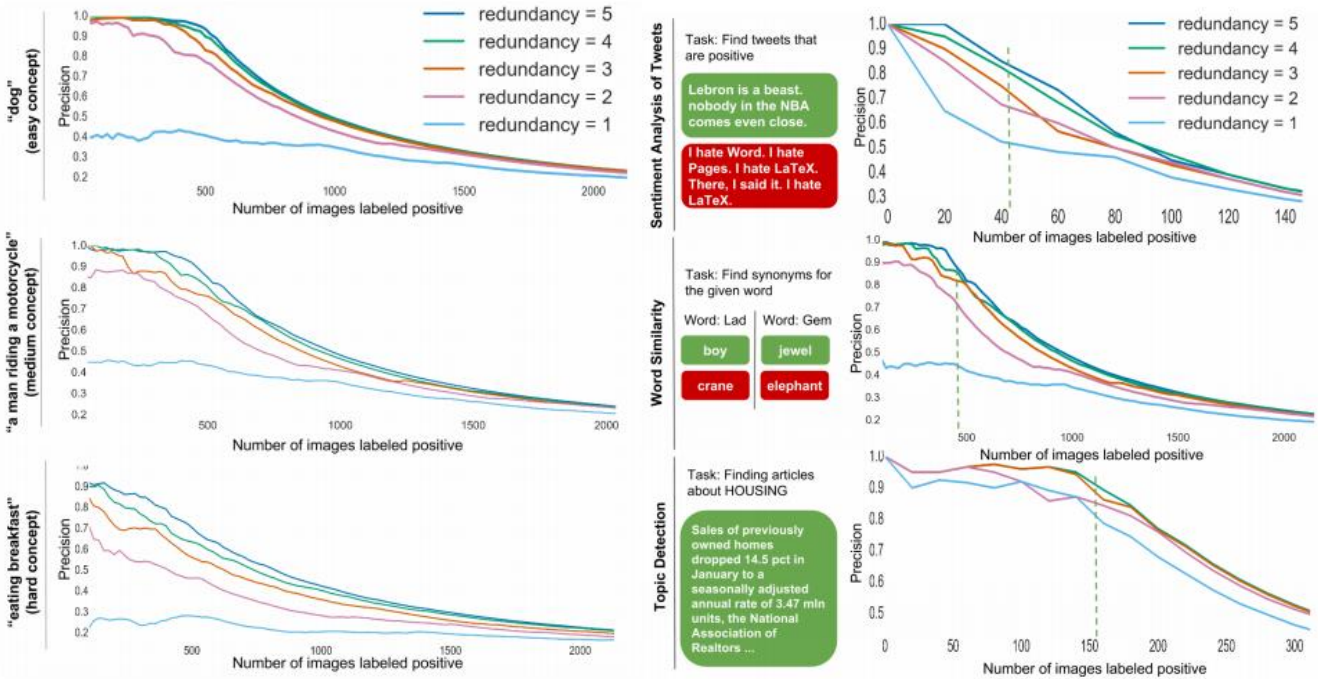 "dog"
(easy concept)
Precision
1.0
0.9
0.8
0.7
0.6
0.5
0.4
0.3
0.2
500
1000
1500
2000
Number of images labeled positive
redundancy = 5
redundancy = 4
redundancy = 3
redundancy = 2
redundancy = 1
"a man riding a motorcycle"
(medium concept)
Precision
1.0
0.9
0.8
0.7
0.6
0.5
0.4
0.3
0.2
500
1000
1500
2000
Number of images labeled positive
"eating breakfast"
(hard concept)
Precision
0.9
0.8
0.7
0.6
0.5
0.4
0.3
0.2
500
1000
1500
2000
Number of images labeled positive
Sentiment Analysis of Tweets
Task: Find tweets that
are positive
Lebron is a beast.
nobody in the NBA
comes even close.
I hate Word. I hate
Pages. I hate LaTeX.
There, I said it. I hate
LaTeX.
Precision
1.0
0.9
0.8
0.7
0.6
0.5
0.4
0.3
0
20
40
60
80
100
120
140
Number of images labeled positive
redundancy = 5
redundancy = 4
redundancy = 3
redundancy = 2
redundancy = 1
Word Similarity
Task: Find synonyms for
the given word
Word: Lad
Word: Gem
boy
jewel
crane
elephant
Precision
1.0
0.9
0.8
0.7
0.6
0.5
0.4
0.3
0.2
500
1000
1500
2000
Number of images labeled positive
Topic Detection
Task: Finding articles
about HOUSING
Sales of previously
owned homes
dropped 14.5 pct in
January to a
seasonally adjusted
annual rate of 3.47 mln
units, the National
Association of
Realtors ...
Precision
1.0
0.9
0.8
0.7
0.6
0.5
0
50
100
150
200
250
300
Number of images labeled positive